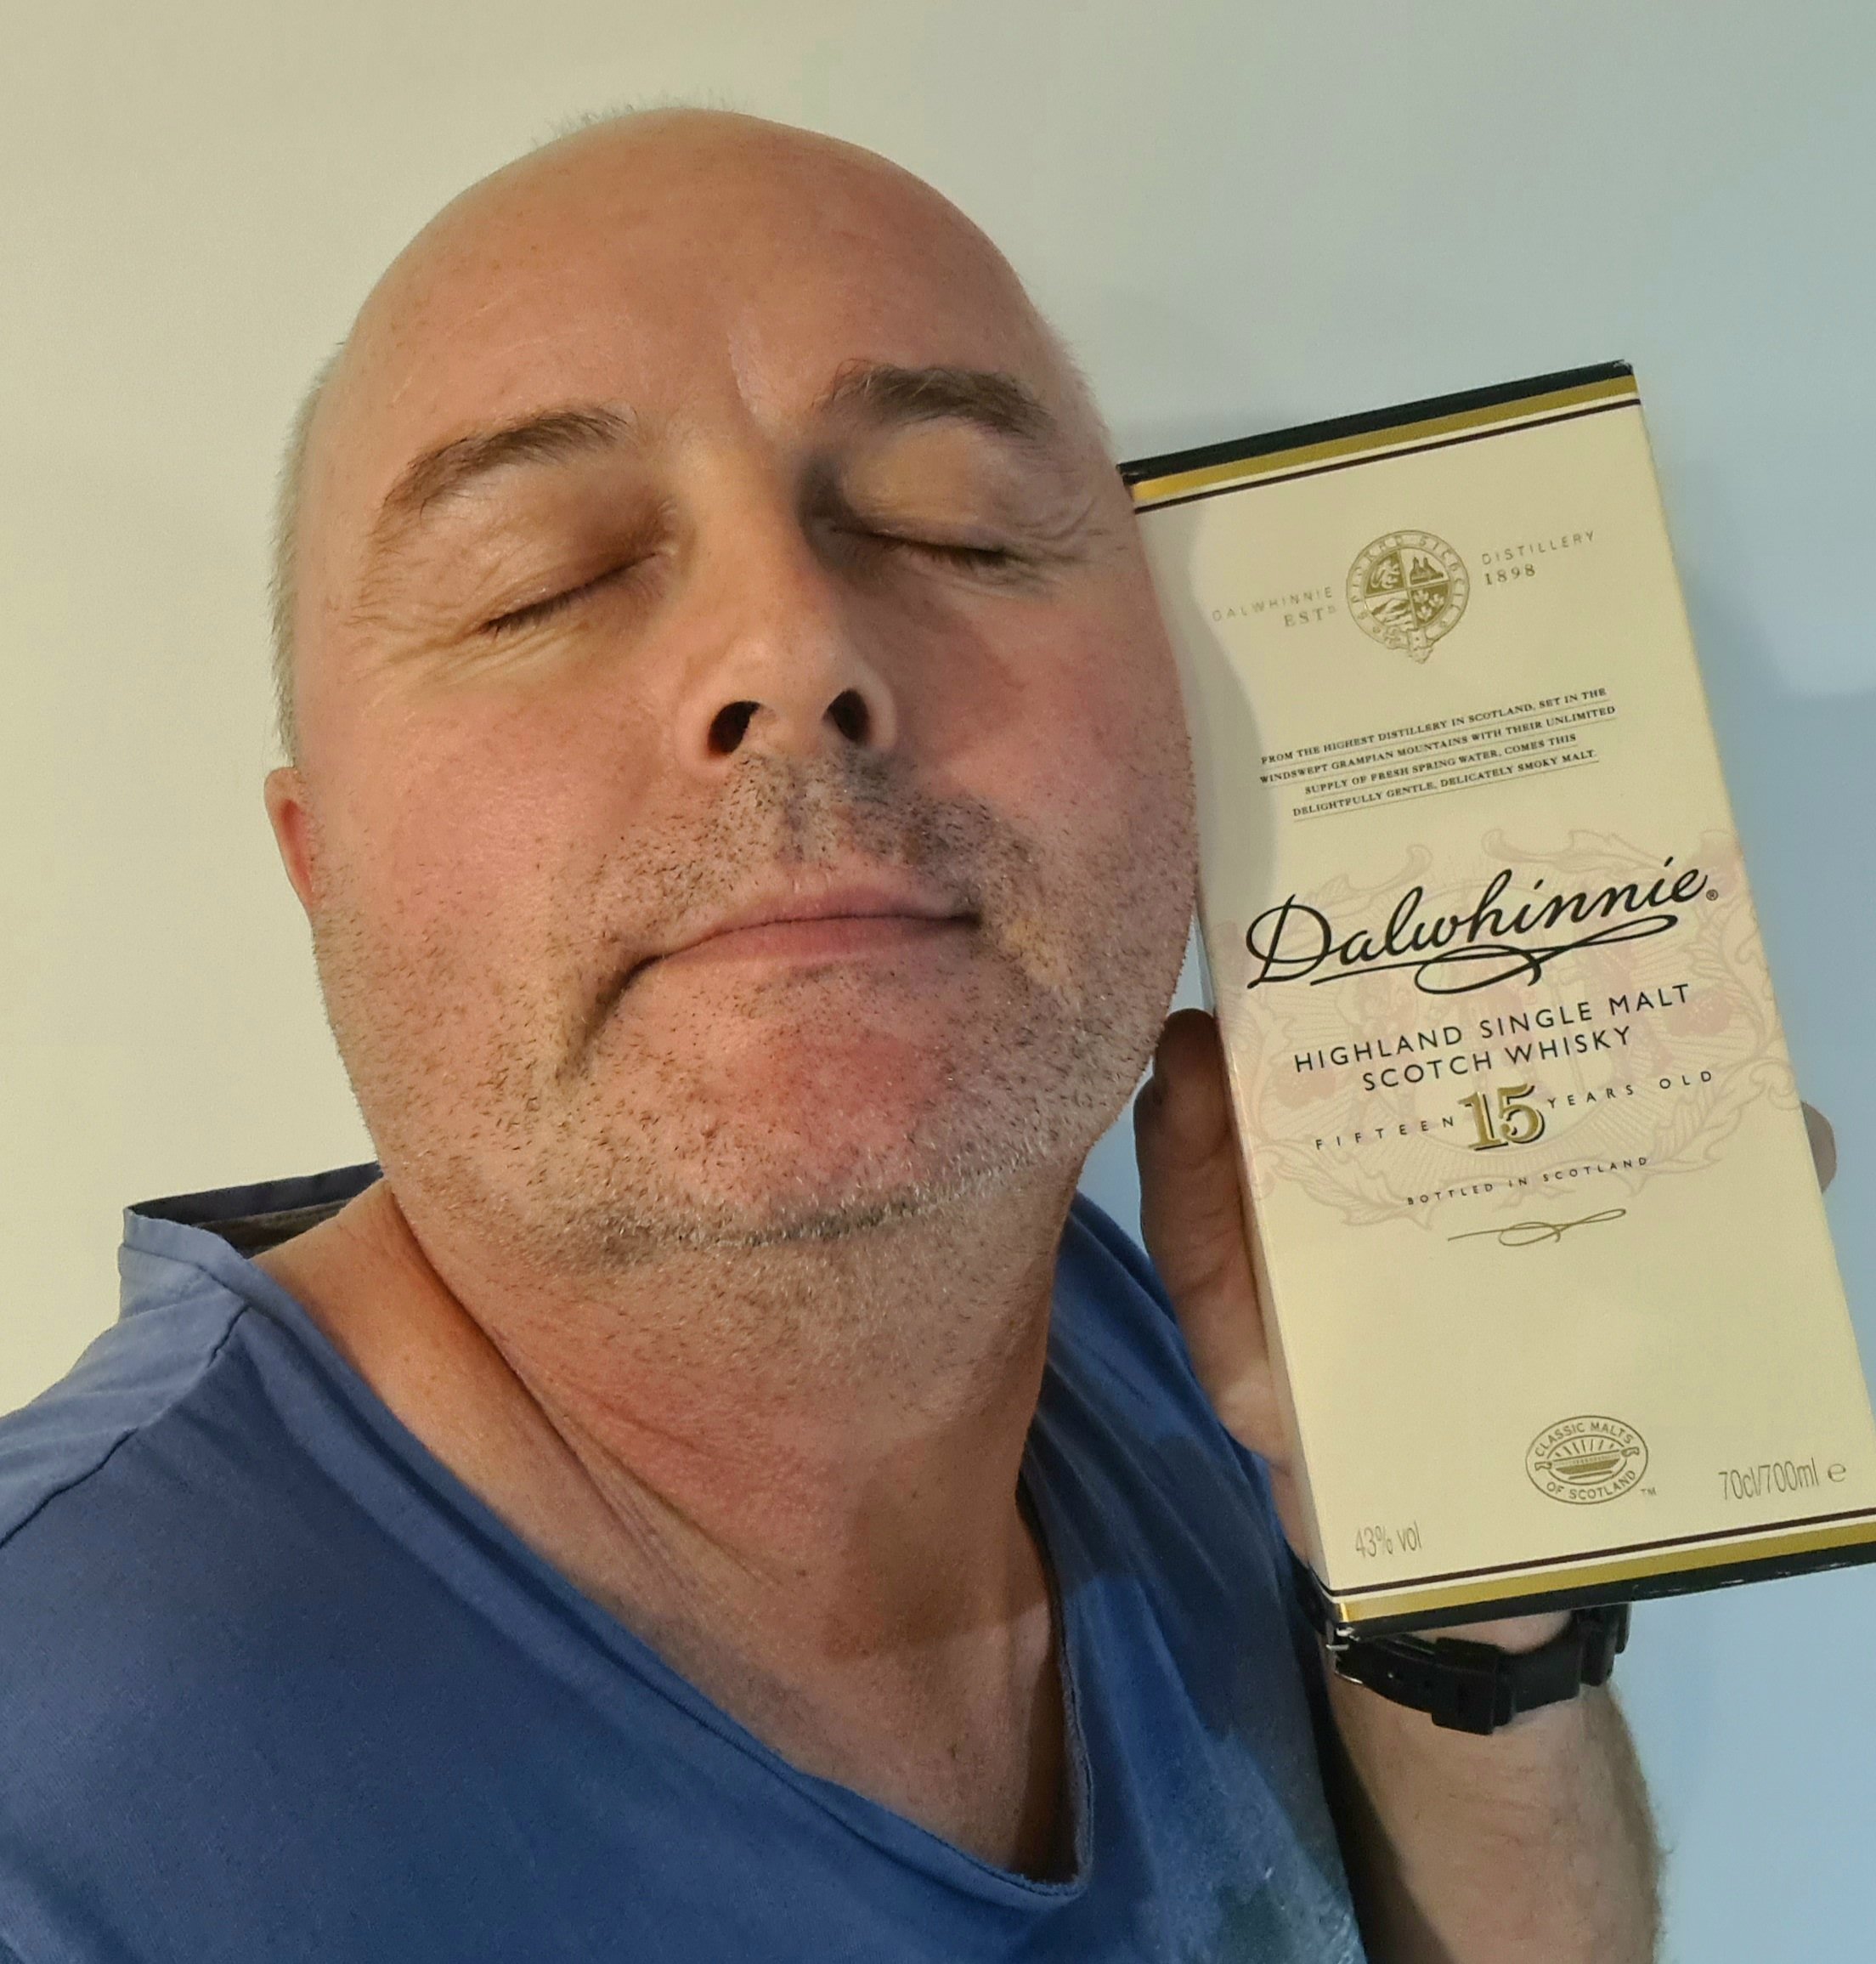 DALWHINNIE DISTILLERY
ESTD 1898
FROM THE HIGHEST DISTILLERY IN SCOTLAND, SET IN THE
WINDSWEPT GRAMPIAN MOUNTAINS WITH THEIR UNLIMITED
SUPPLY OF FRESH SPRING WATER, COMES THIS
DELIGHTFULLY GENTLE, DELICATELY SMOKY MALT.
Dalwhinnie®
HIGHLAND SINGLE MALT
SCOTCH WHISKY
FIFTEEN 15 YEARS OLD
BOTTLED IN SCOTLAND
CLASSIC MALTS
OF SCOTLAND ™
43% vol
70cl/700ml e